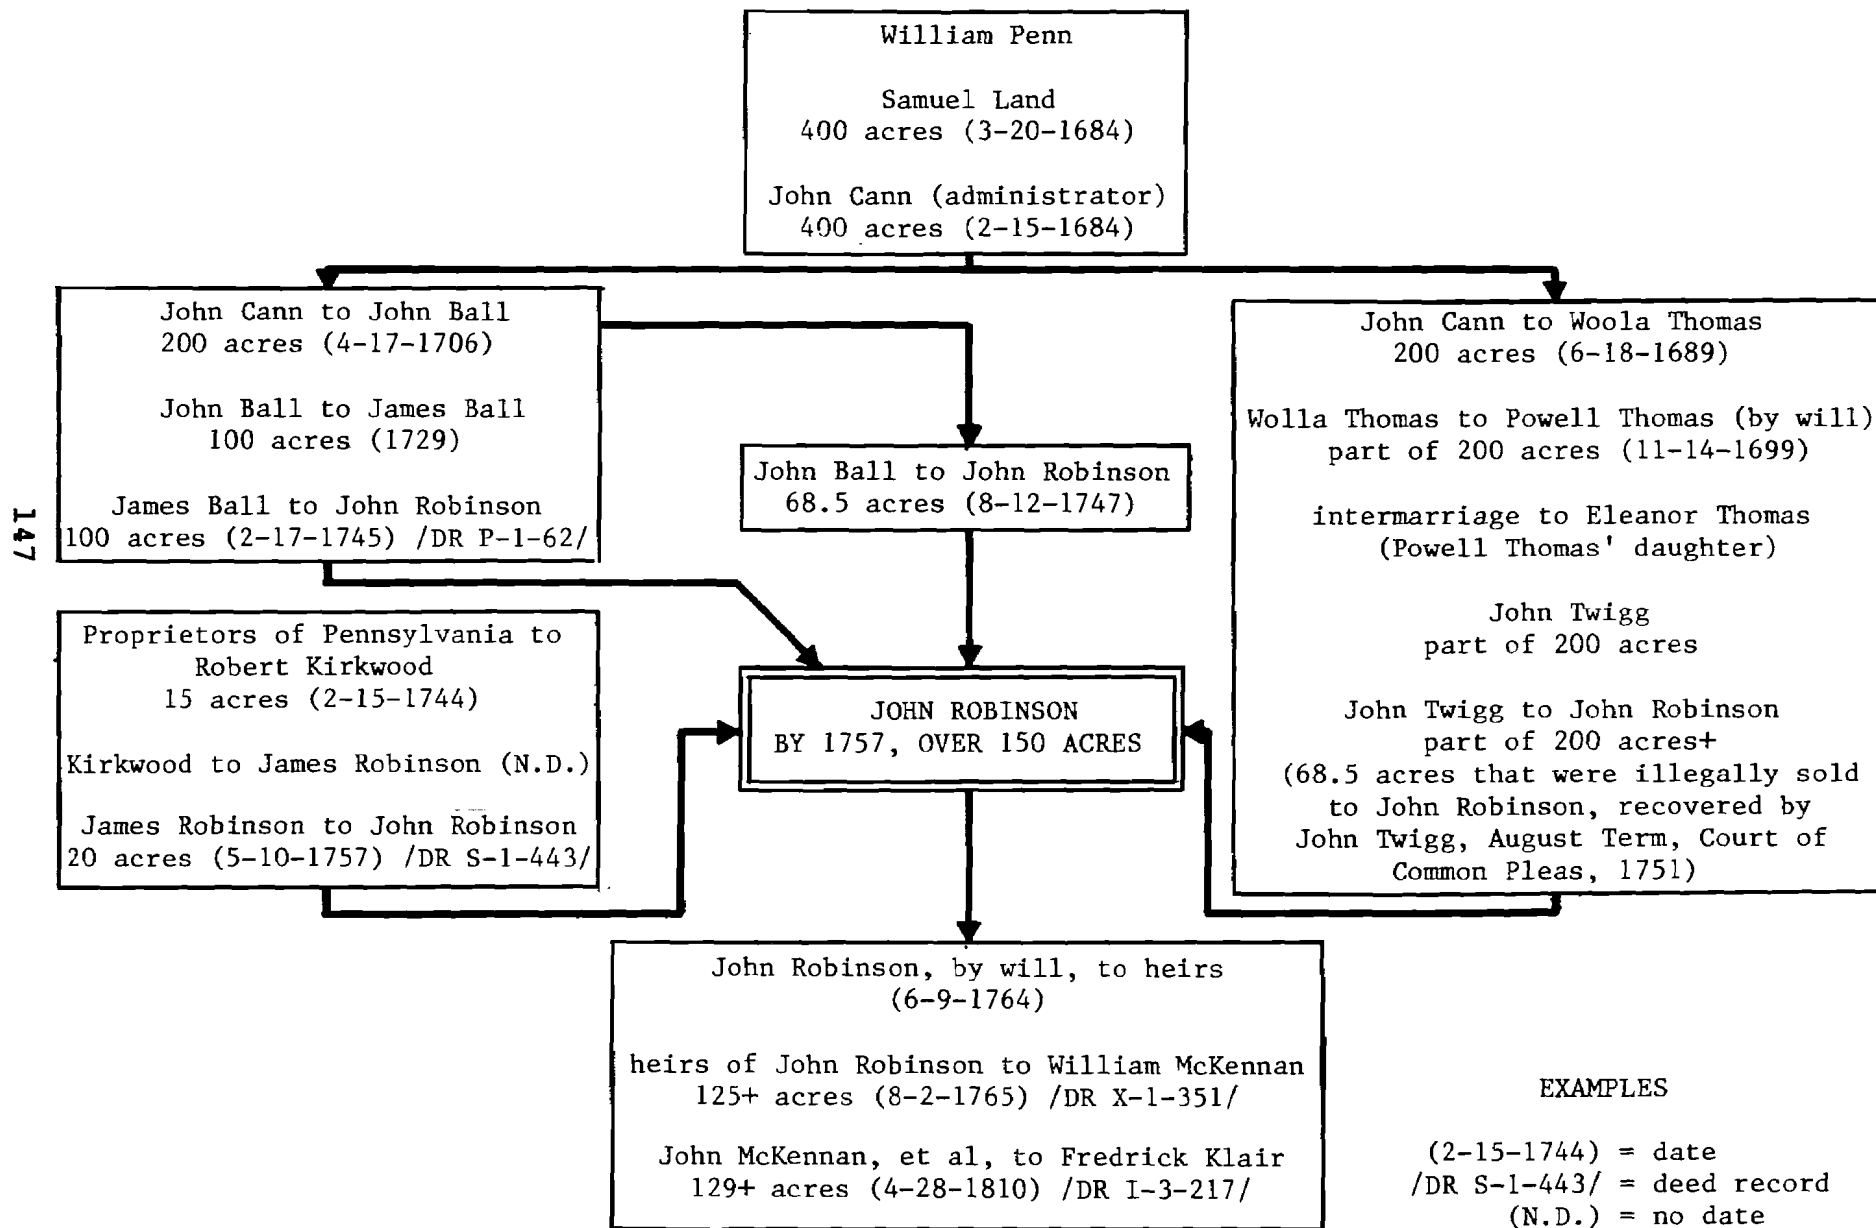 William Penn
Samuel Land
400 acres (3-20-1684)
John Cann (administrator)
400 acres (2-15-1684)
John Cann to John Ball
200 acres (4-17-1706)
John Ball to James Ball
100 acres (1729)
James Ball to John Robinson
100 acres (2-17-1745) /DR P-1-62/
John Ball to John Robinson
68.5 acres (8-12-1747)
John Cann to Woola Thomas
200 acres (6-18-1689)
Wolla Thomas to Powell Thomas (by will)
part of 200 acres (11-14-1699)
intermarriage to Eleanor Thomas
(Powell Thomas' daughter)
John Twigg
part of 200 acres
John Twigg to John Robinson
part of 200 acres+
(68.5 acres that were illegally sold
to John Robinson, recovered by
John Twigg, August Term, Court of
Common Pleas, 1751)
Proprietors of Pennsylvania to
Robert Kirkwood
15 acres (2-15-1744)
Kirkwood to James Robinson (N.D.)
James Robinson to John Robinson
20 acres (5-10-1757) /DR S-1-443/
JOHN ROBINSON
BY 1757, OVER 150 ACRES
John Robinson, by will, to heirs
(6-9-1764)
heirs of John Robinson to William McKennan
125+ acres (8-2-1765) /DR X-1-351/
John McKennan, et al, to Fredrick Klair
129+ acres (4-28-1810) /DR I-3-217/
EXAMPLES
(2-15-1744) = date
/DR S-1-443/ = deed record
(N.D.) = no date
147